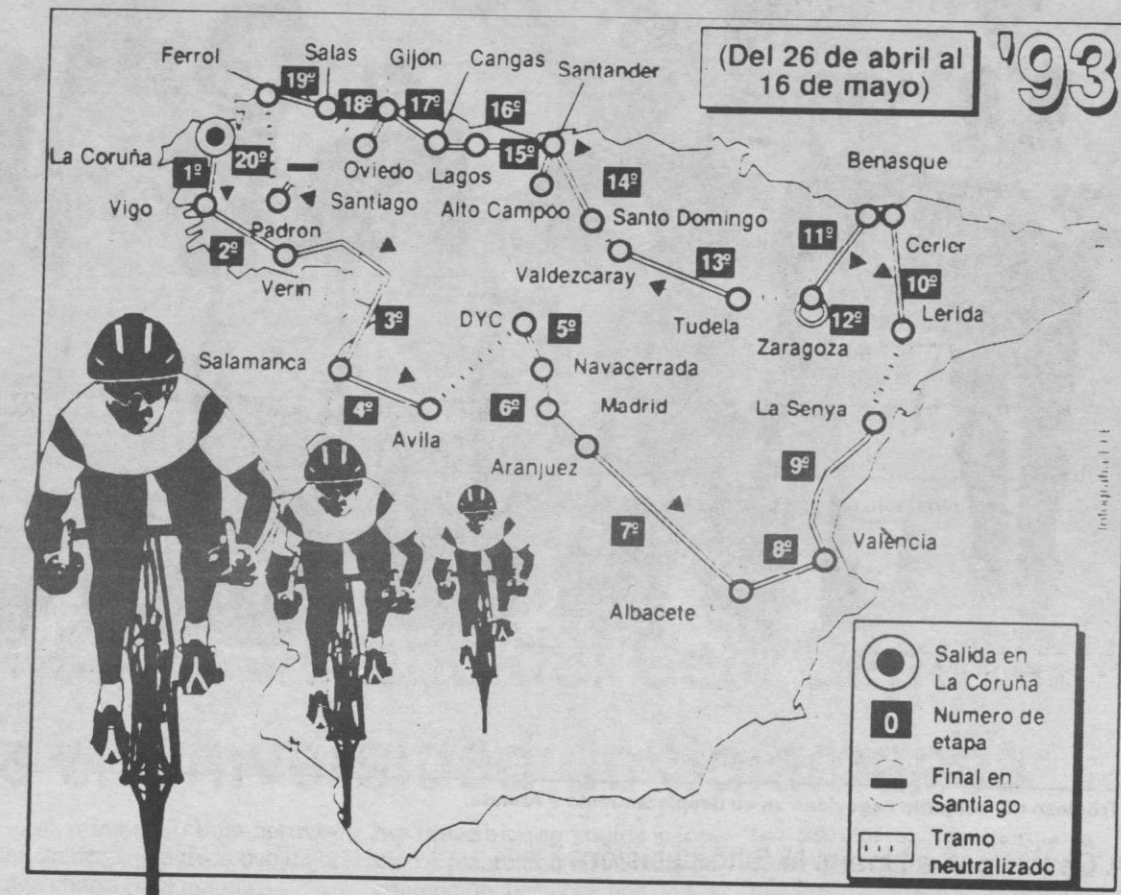 (Del 26 de abril al
16 de mayo)
'93
Ferrol
Salas
Gijon
Cangas
Santander
19º
18º
17º
16º
15º
La Coruña
20º
1º
Oviedo
Lagos
Alto Campoo
14º
Benasque
Vigo
Santiago
Padron
2º
Verin
Santo Domingo
Valdezcaray
13º
Tudela
11º
Cerler
10º
12º
Zaragoza
Lerida
3º
DYC
5º
Salamanca
Navacerrada
4º
Avila
6º
Madrid
La Senya
Aranjuez
9º
7º
8º
Valencia
Albacete
Salida en
La Coruña
0
Numero de
etapa
Final en
Santiago
Tramo
neutralizado